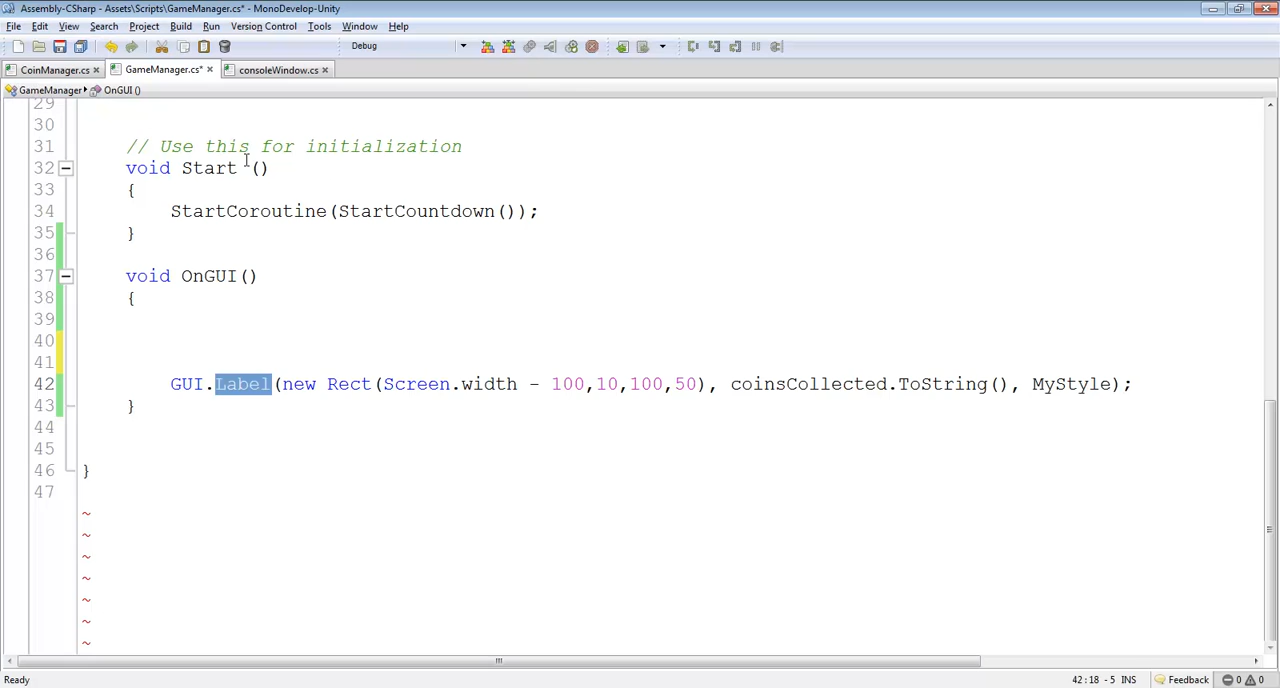 Assembly-CSharp - Assets\Scripts\GameManager.cs* - MonoDevelop-Unity
File Edit View Search Project Build Run Version Control Tools Window Help
Debug
CoinManager.cs × GameManager.cs* × consoleWindow.cs ×
GameManager OnGUI ()
29
30
31 // Use this for initialization
32 void Start ()
33 {
34 StartCoroutine(StartCountdown());
35 }
36
37 void OnGUI()
38 {
39
40
41
42 GUI.Label(new Rect(Screen.width - 100,10,100,50), coinsCollected.ToString(), MyStyle);
43 }
44
45
46 }
47
~
~
~
~
~
~
~
Ready 42 : 18 - 5 INS Feedback 0 0